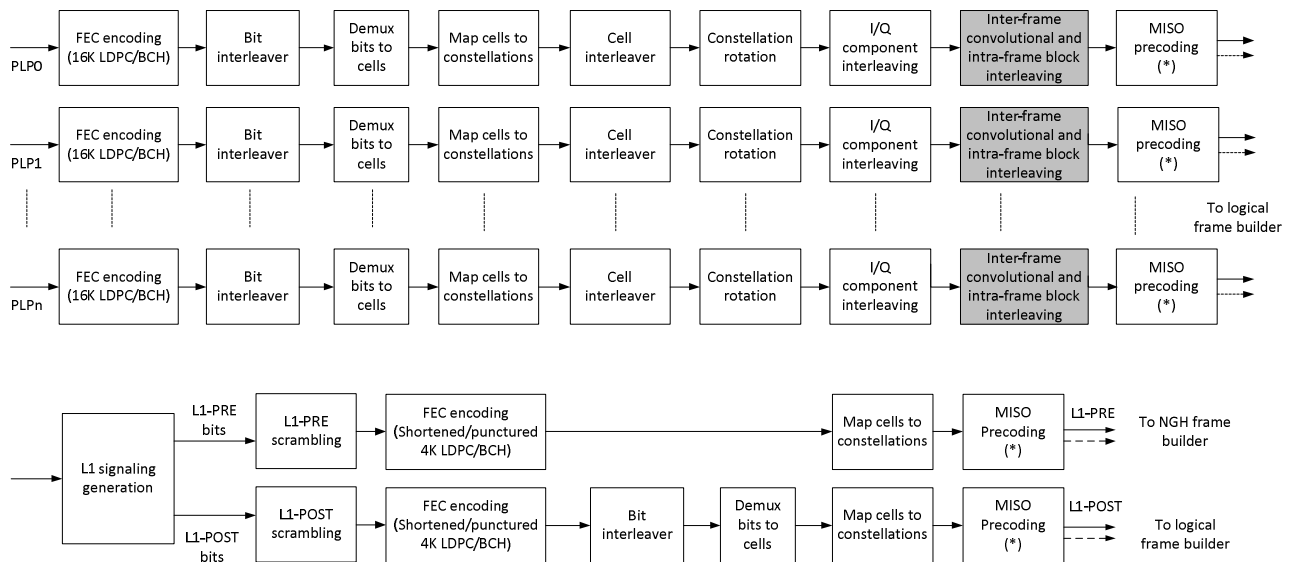 PLP0
FEC encoding
(16K LDPC/BCH)
Bit
interleaver
Demux
bits to
cells
Map cells to
constellations
Cell
interleaver
Constellation
rotation
I/Q
component
interleaving
Inter-frame
convolutional and
intra-frame block
interleaving
MISO
precoding
(*)
PLP1
FEC encoding
(16K LDPC/BCH)
Bit
interleaver
Demux
bits to
cells
Map cells to
constellations
Cell
interleaver
Constellation
rotation
I/Q
component
interleaving
Inter-frame
convolutional and
intra-frame block
interleaving
MISO
precoding
(*)
To logical
frame builder
PLPn
FEC encoding
(16K LDPC/BCH)
Bit
interleaver
Demux
bits to
cells
Map cells to
constellations
Cell
interleaver
Constellation
rotation
I/Q
component
interleaving
Inter-frame
convolutional and
intra-frame block
interleaving
MISO
precoding
(*)
L1 signaling
generation
L1-PRE
bits
L1-PRE
scrambling
FEC encoding
(Shortened/punctured
4K LDPC/BCH)
Map cells to
constellations
MISO
Precoding
(*)
L1-PRE
To NGH frame
builder
L1-POST
bits
L1-POST
scrambling
FEC encoding
(Shortened/punctured
4K LDPC/BCH)
Bit
interleaver
Demux
bits to
cells
Map cells to
constellations
MISO
Precoding
(*)
L1-POST
To logical
frame builder